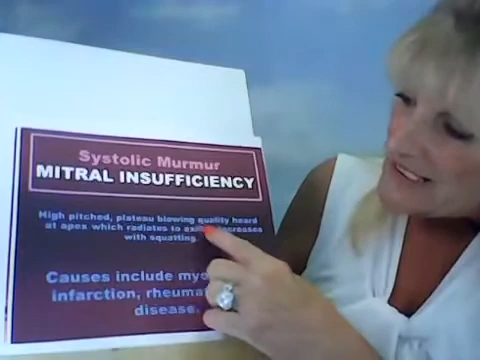 Systolic Murmur
MITRAL INSUFFICIENCY
High pitched, plateau blowing quality heard
at apex which radiates to
with squatting.
Causes include
infarction,
disease.